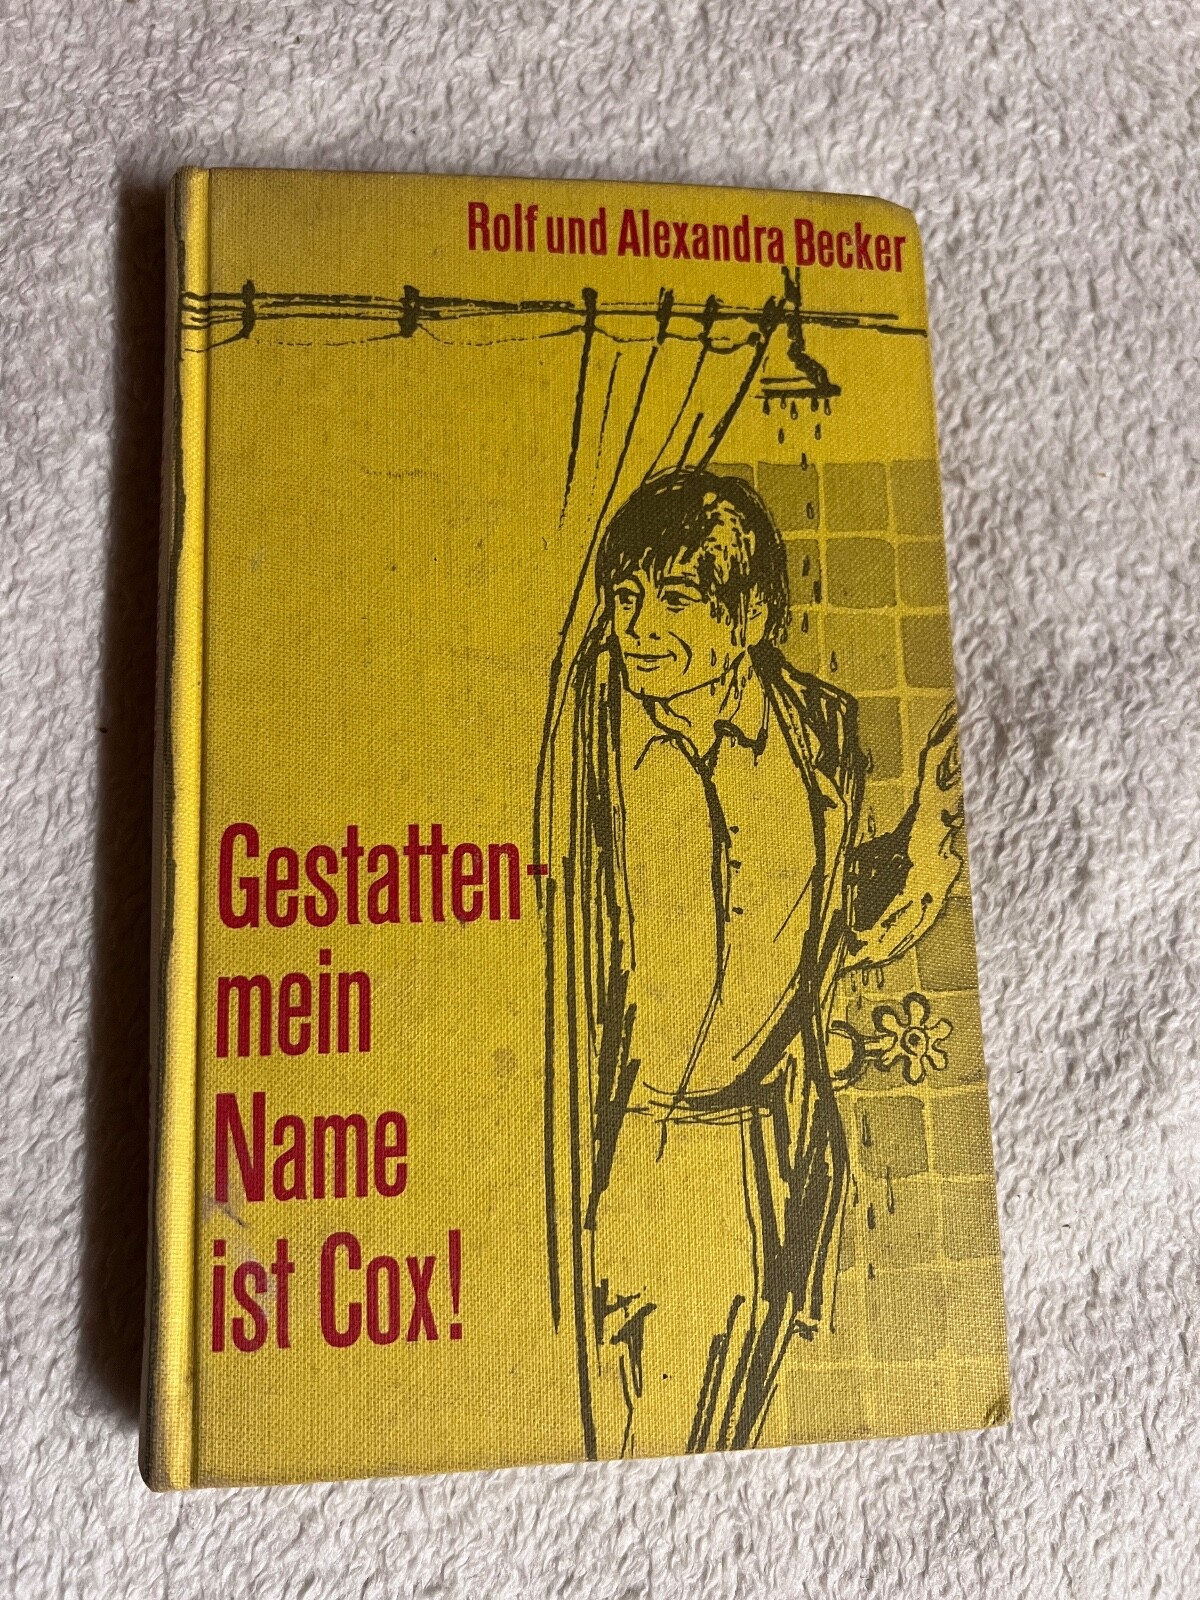 Rolf und Alexandra Becker
Gestatten-
mein
Name
ist Cox!